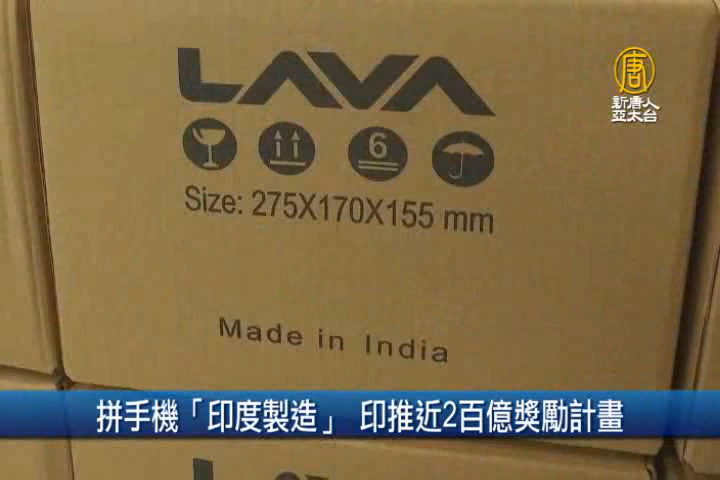 LAVA
唐
新唐人
亞太台
6
Size: 275X170X155 mm
Made in India
拼手機「印度製造」 印推近2百億獎勵計畫